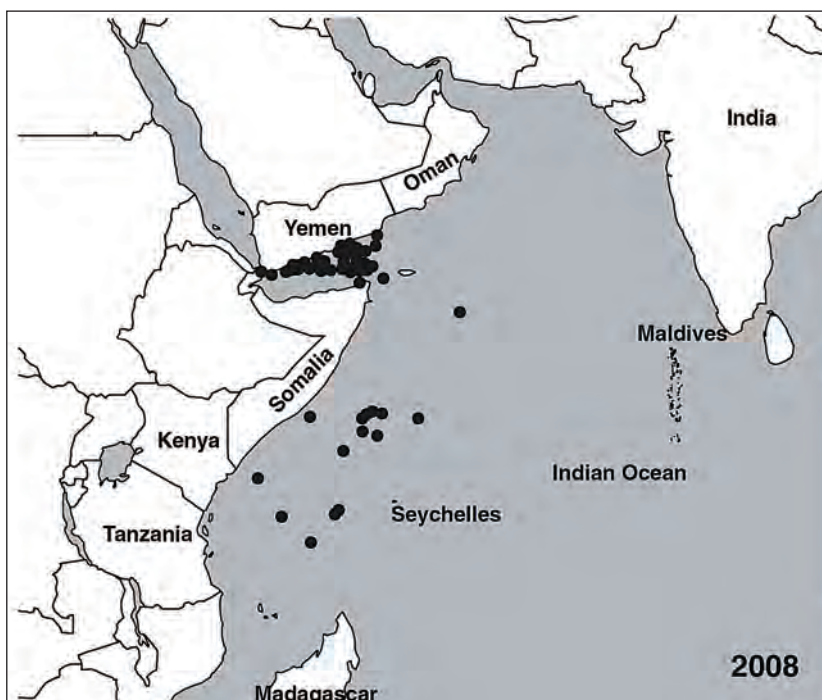 India
Oman
Yemen
Maldives
Somalia
Kenya
Indian Ocean
Seychelles
Tanzania
2008
Madagascar